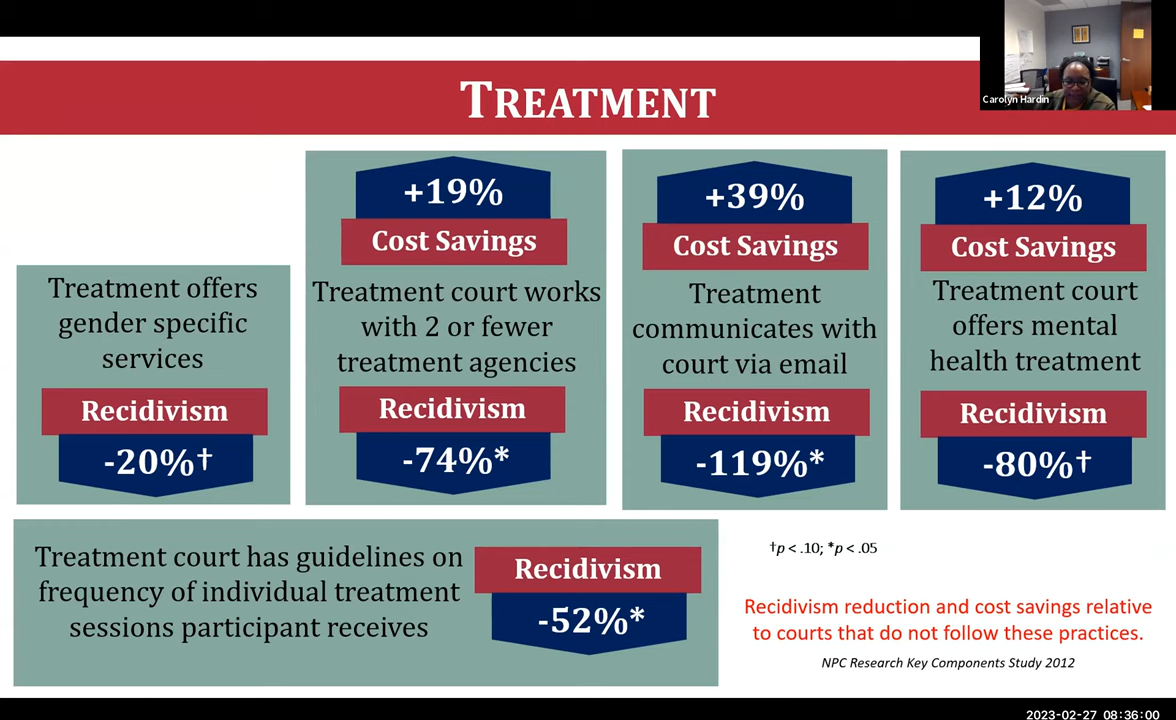 TREATMENT
Carolyn Hardin
Treatment offers
gender specific
services
Recidivism
-20%†
+19%
Cost Savings
Treatment court works
with 2 or fewer
treatment agencies
Recidivism
-74%*
+39%
Cost Savings
Treatment
communicates with
court via email
Recidivism
-119%*
+12%
Cost Savings
Treatment court
offers mental
health treatment
Recidivism
-80%†
Treatment court has guidelines on
frequency of individual treatment
sessions participant receives
Recidivism
-52%*
†p < .10; *p < .05
Recidivism reduction and cost savings relative
to courts that do not follow these practices.
NPC Research Key Components Study 2012
2023-02-27 08:36:00